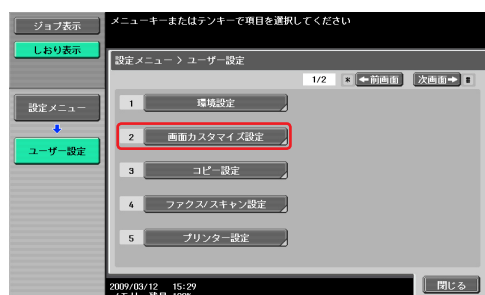 ジョブ表示
メニューキーまたはテンキーで項目を選択してください
しおり表示
設定メニュー > ユーザー設定
1/2 * ←前画面 次画面→ #
1 環境設定
設定メニュー
2 画面カスタマイズ設定
ユーザー設定
3 コピー設定
4 ファクス/スキャン設定
5 プリンター設定
2009/03/12 15:29
閉じる